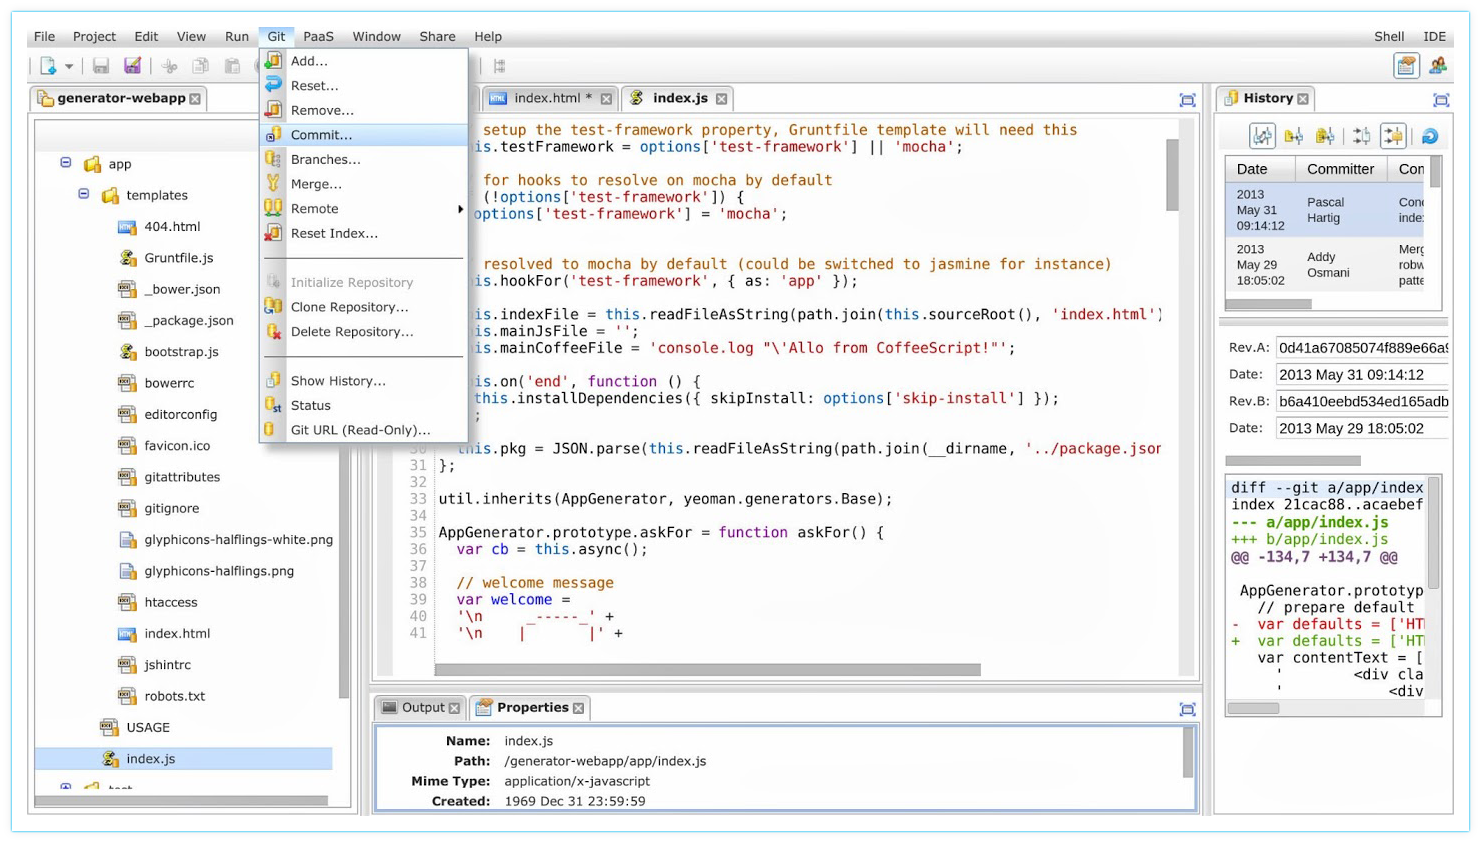 File Project Edit View Run Git PaaS Window Share Help Shell IDE
generator-webapp
app
templates
404.html
Gruntfile.js
_bower.json
_package.json
bootstrap.js
bowerrc
editorconfig
favicon.ico
gitattributes
gitignore
glyphicons-halflings-white.png
glyphicons-halflings.png
htaccess
index.html
jshintrc
robots.txt
USAGE
index.js
Add...
Reset...
Remove...
Commit...
Branches...
Merge...
Remote
Reset Index...
Initialize Repository
Clone Repository...
Delete Repository...
Show History...
Status
Git URL (Read-Only)...
index.html * index.js
setup the test-framework property, Gruntfile template will need this
is.testFramework = options['test-framework'] || 'mocha';
for hooks to resolve on mocha by default
(!options['test-framework']) {
options['test-framework'] = 'mocha';
resolved to mocha by default (could be switched to jasmine for instance)
is.hookFor('test-framework', { as: 'app' });
is.indexFile = this.readFileAsString(path.join(this.sourceRoot(), 'index.html')
is.mainJsFile = '';
is.mainCoffeeFile = 'console.log "\'Allo from CoffeeScript!"';
is.on('end', function () {
this.installDependencies({ skipInstall: options['skip-install'] });
;
this.pkg = JSON.parse(this.readFileAsString(path.join(__dirname, '../package.json
31 };
32
33 util.inherits(AppGenerator, yeoman.generators.Base);
34
35 AppGenerator.prototype.askFor = function askFor() {
36 var cb = this.async();
37
38 // welcome message
39 var welcome =
40 '\n     _-----_' +
41 '\n    |       |' +
Output Properties
Name: index.js
Path: /generator-webapp/app/index.js
Mime Type: application/x-javascript
Created: 1969 Dec 31 23:59:59
History
Date Committer Con
2013 May 31 09:14:12 Pascal Hartig Conc inde
2013 May 29 18:05:02 Addy Osmani Merg robw patte
Rev.A: 0d41a67085074f889e66a9
Date: 2013 May 31 09:14:12
Rev.B: b6a410eebd534ed165adb
Date: 2013 May 29 18:05:02
diff --git a/app/index
index 21cac88..acaebef
--- a/app/index.js
+++ b/app/index.js
@@ -134,7 +134,7 @@
AppGenerator.prototyp
// prepare default
- var defaults = ['HT
+ var defaults = ['HT
var contentText = [
'        <div cla
'            <div